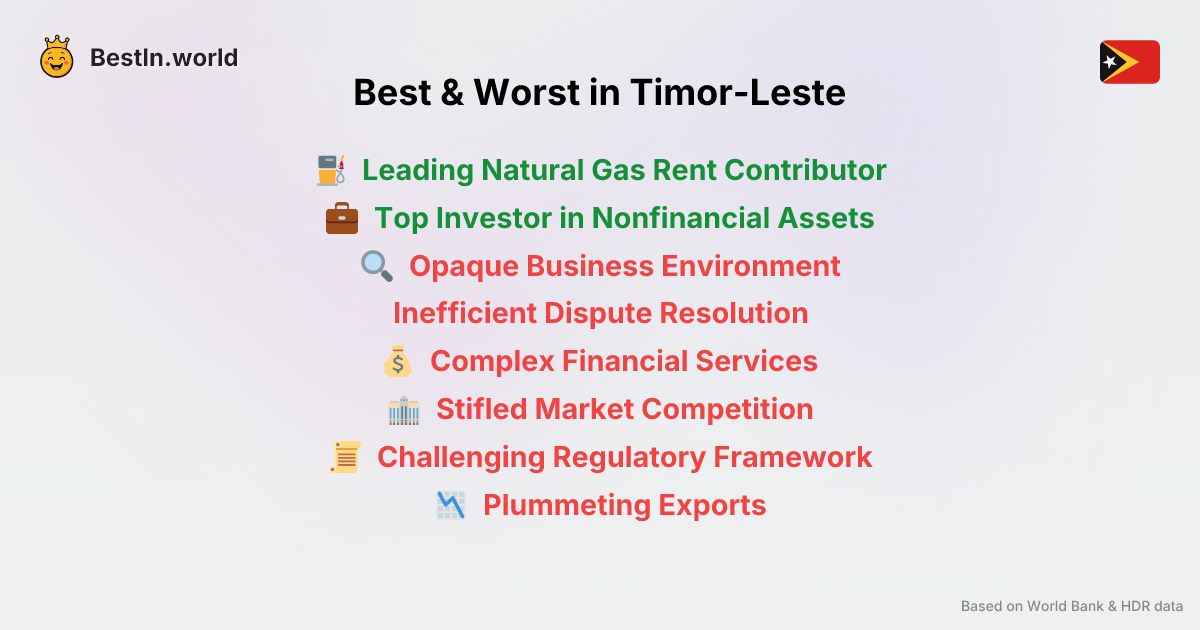 BestIn.world
Best & Worst in Timor-Leste
Leading Natural Gas Rent Contributor
Top Investor in Nonfinancial Assets
Opaque Business Environment
Inefficient Dispute Resolution
Complex Financial Services
Stifled Market Competition
Challenging Regulatory Framework
Plummeting Exports
Based on World Bank & HDR data